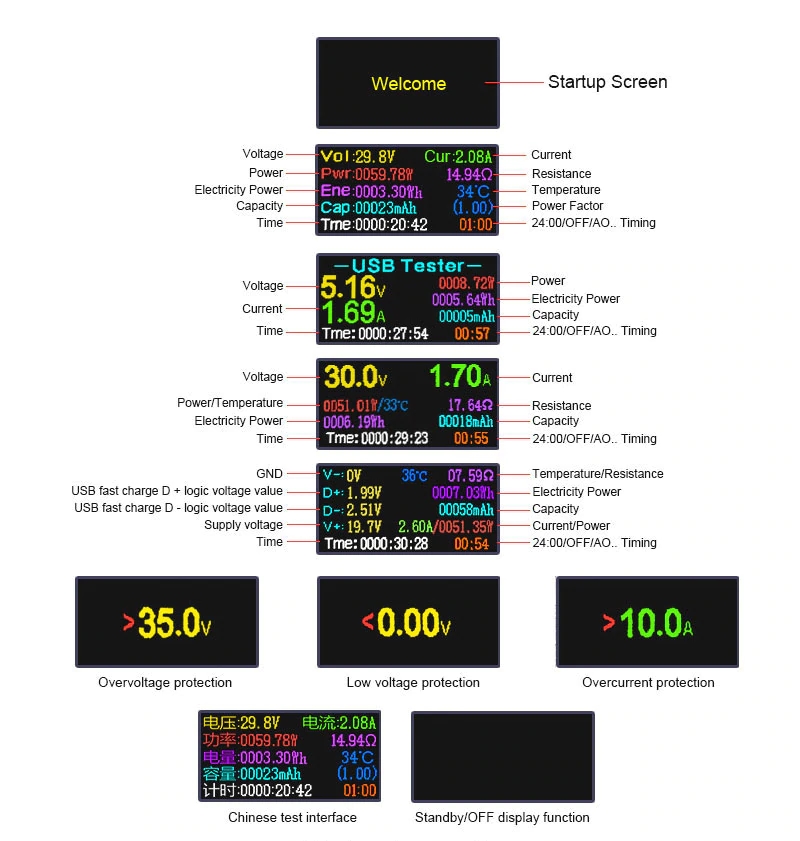 Welcome
Startup Screen
Voltage
Vol:29.8V
Cur:2.08A
Current
Power
Pwr:0059.78W
14.94Ω
Resistance
Electricity Power
Ene:0003.30Wh
34℃
Temperature
Capacity
Cap:00023mAh
(1.00)
Power Factor
Time
Tme:0000:20:42
01:00
24:00/OFF/AO.. Timing
—USB Tester—
Voltage
5.16V
0008.72W
Power
0005.64Wh
Electricity Power
Current
1.69A
00005mAh
Capacity
Time
Tme:0000:27:54
00:57
24:00/OFF/AO.. Timing
Voltage
30.0V
1.70A
Current
Power/Temperature
0051.01W/33℃
17.64Ω
Resistance
Electricity Power
0006.19Wh
00018mAh
Capacity
Time
Tme:0000:29:23
00:55
24:00/OFF/AO.. Timing
GND
V-:0V
36℃
07.59Ω
Temperature/Resistance
USB fast charge D + logic voltage value
D+:1.99V
0007.03Wh
Electricity Power
USB fast charge D - logic voltage value
D-:2.51V
00058mAh
Capacity
Supply voltage
V+:19.7V
2.60A/0051.35W
Current/Power
Time
Tme:0000:30:28
00:54
24:00/OFF/AO.. Timing
>35.0V
<0.00V
>10.0A
Overvoltage protection
Low voltage protection
Overcurrent protection
电压:29.8V
电流:2.08A
功率:0059.78W
14.94Ω
电量:0003.30Wh
34℃
容量:00023mAh
(1.00)
计时:0000:20:42
01:00
Chinese test interface
Standby/OFF display function